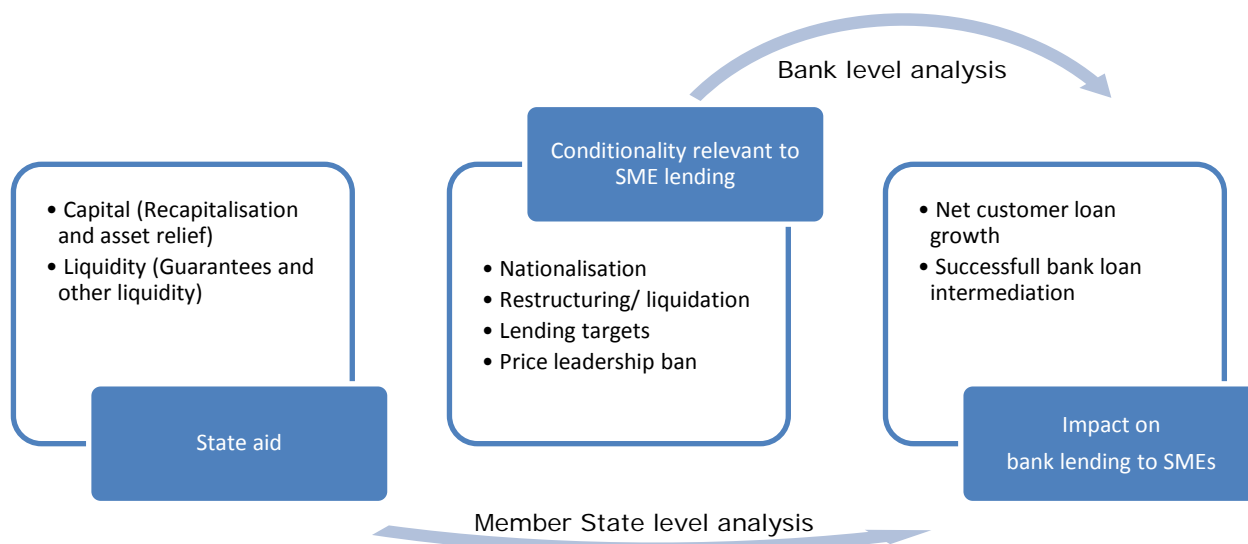 Bank level analysis
• Capital (Recapitalisation
and asset relief)
• Liquidity (Guarantees and
other liquidity)
State aid
Conditionality relevant to
SME lending
• Nationalisation
• Restructuring/ liquidation
• Lending targets
• Price leadership ban
• Net customer loan
growth
• Successfull bank loan
intermediation
Impact on
bank lending to SMEs
Member State level analysis